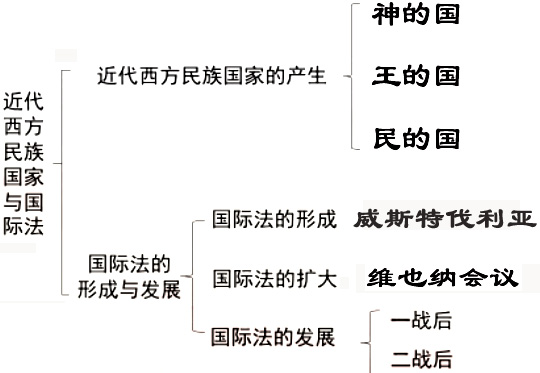 近代
西方
民族
国家
与国
际法
近代西方民族国家的产生
神的国
王的国
民的国
国际法的
形成与发展
国际法的形成 威斯特伐利亚
国际法的扩大 维也纳会议
国际法的发展
一战后
二战后